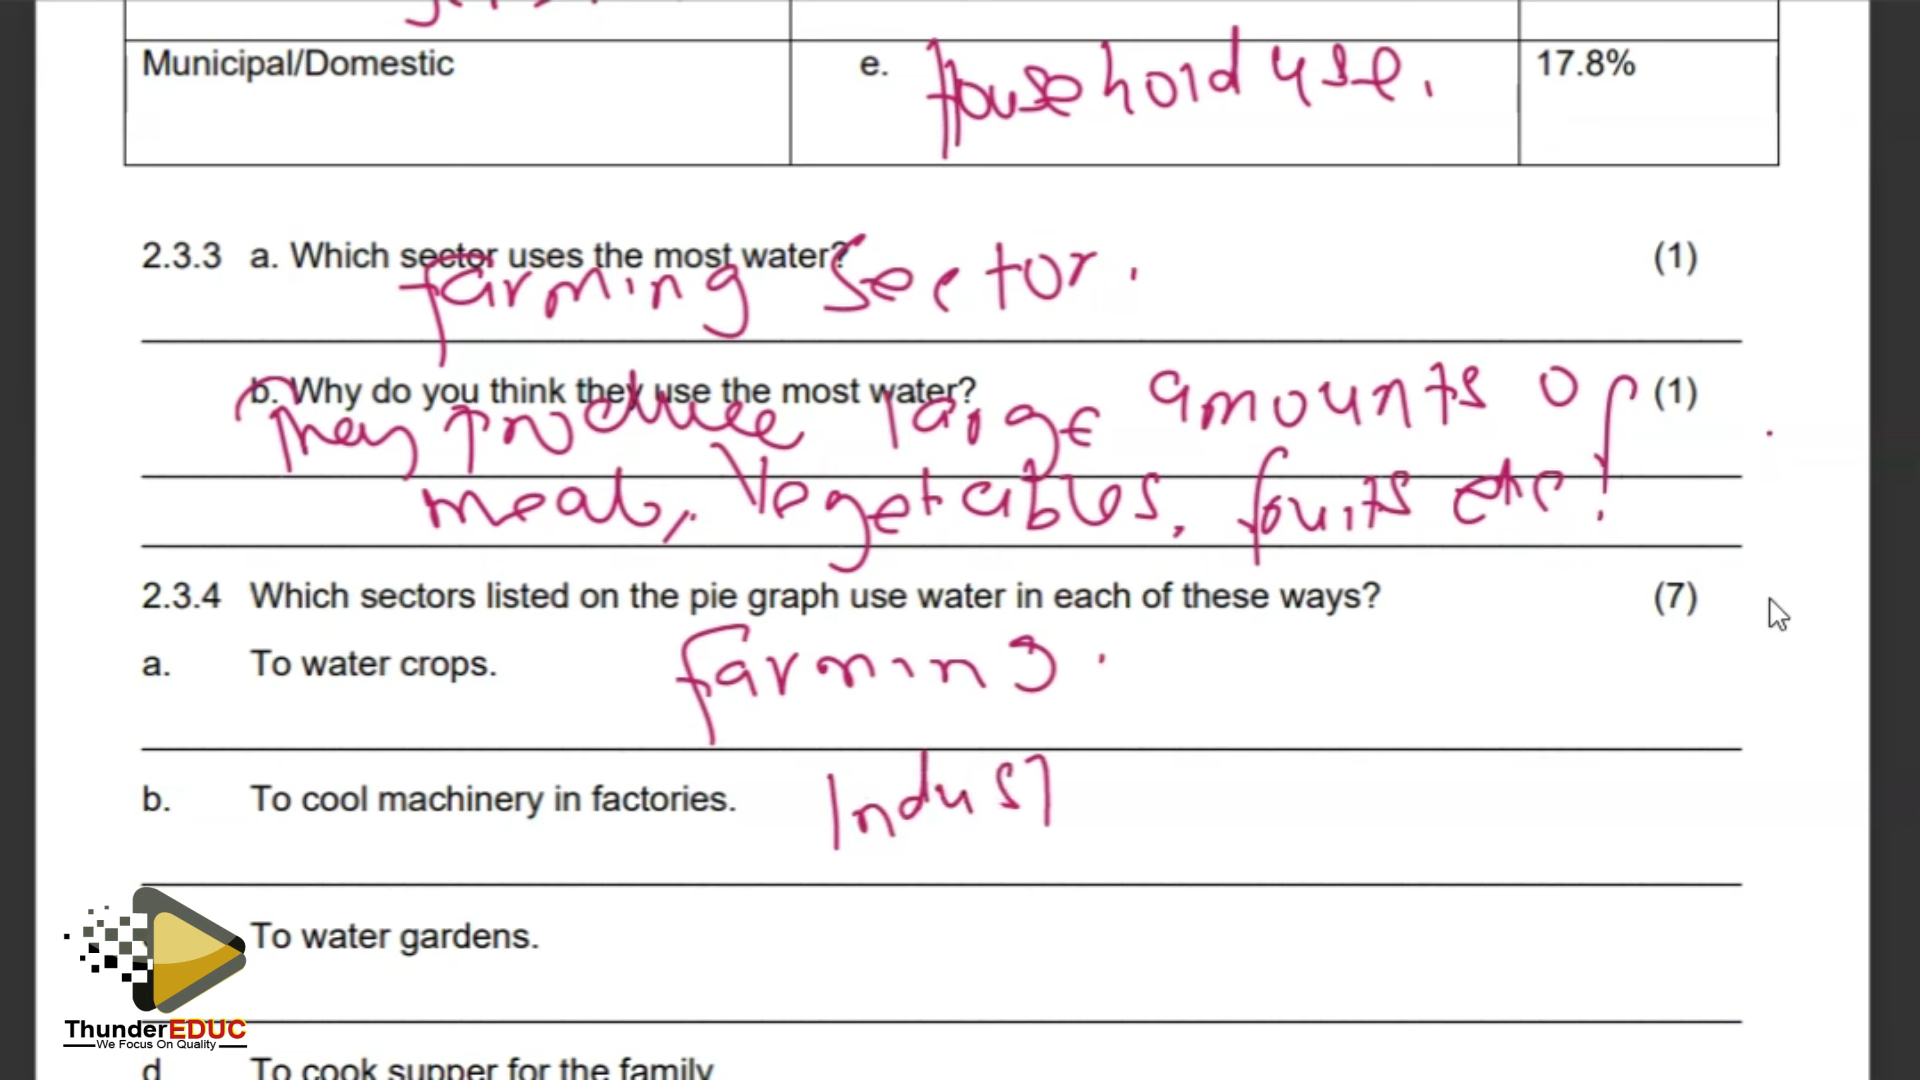 Municipal/Domestic e. Household use. 17.8%
2.3.3 a. Which sector uses the most water? (1)
farming Sector.
b. Why do you think they use the most water? (1)
They produce large amounts of
meat, Vegetables, fruits etc.
2.3.4 Which sectors listed on the pie graph use water in each of these ways? (7)
a. To water crops. farming.
b. To cool machinery in factories. Indust
To water gardens.
ThunderEDUC
We Focus On Quality
d To cook supper for the family